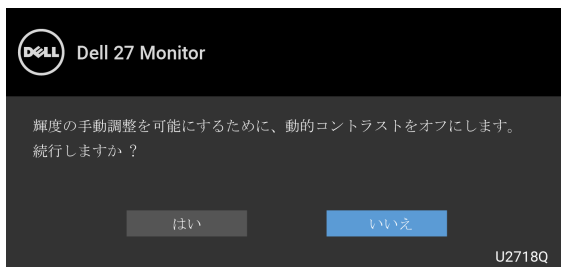 DELL
Dell 27 Monitor
輝度の手動調整を可能にするために、動的コントラストをオフにします。
続行しますか ?
はい
いいえ
U2718Q